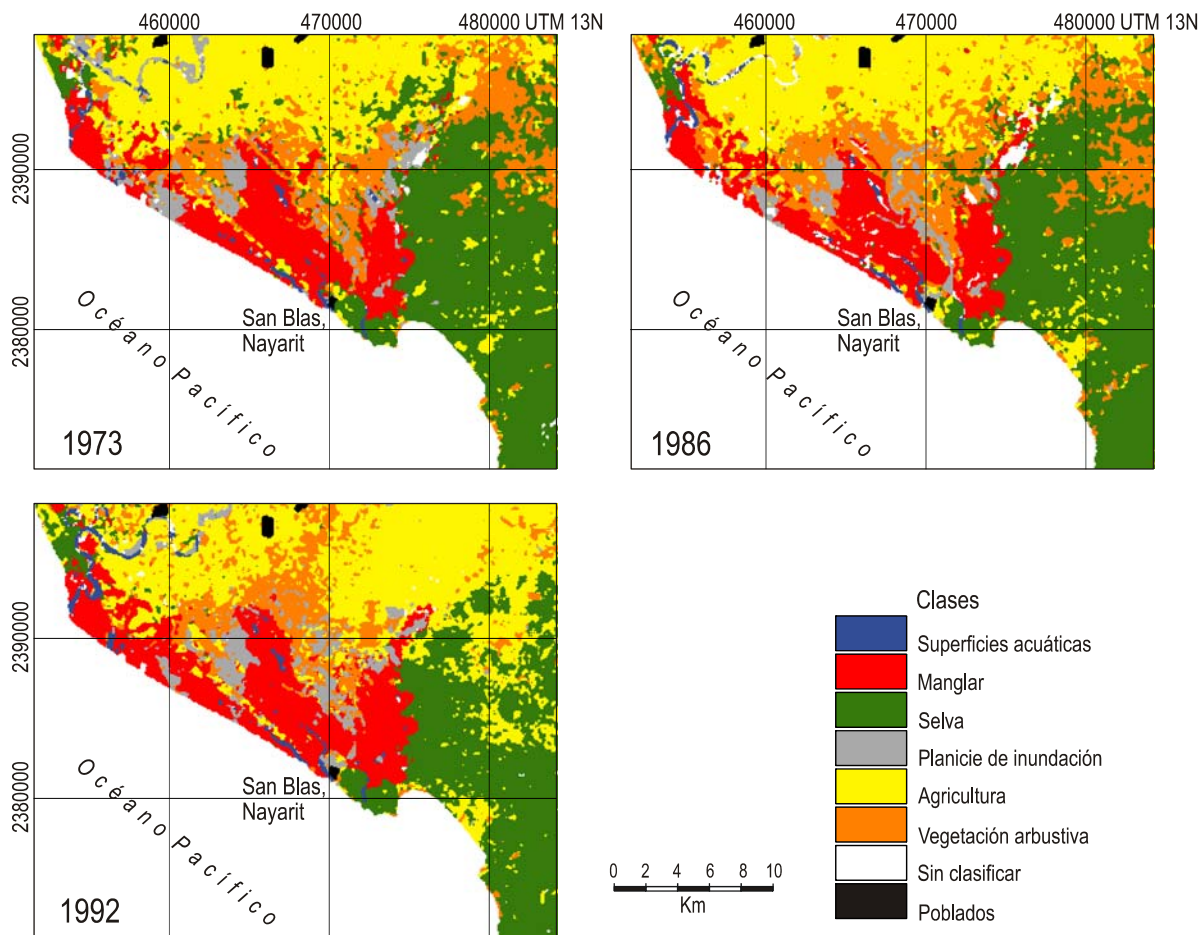 460000 470000 480000 UTM 13N
2390000
2380000
San Blas,
Nayarit
Océano Pacífico
1973
460000 470000 480000 UTM 13N
2390000
2380000
San Blas,
Nayarit
Océano Pacífico
1986
460000 470000
2390000
2380000
San Blas,
Nayarit
Océano Pacífico
1992
Clases
Superficies acuáticas
Manglar
Selva
Planicie de inundación
Agricultura
Vegetación arbustiva
Sin clasificar
Poblados
0 2 4 6 8 10
Km